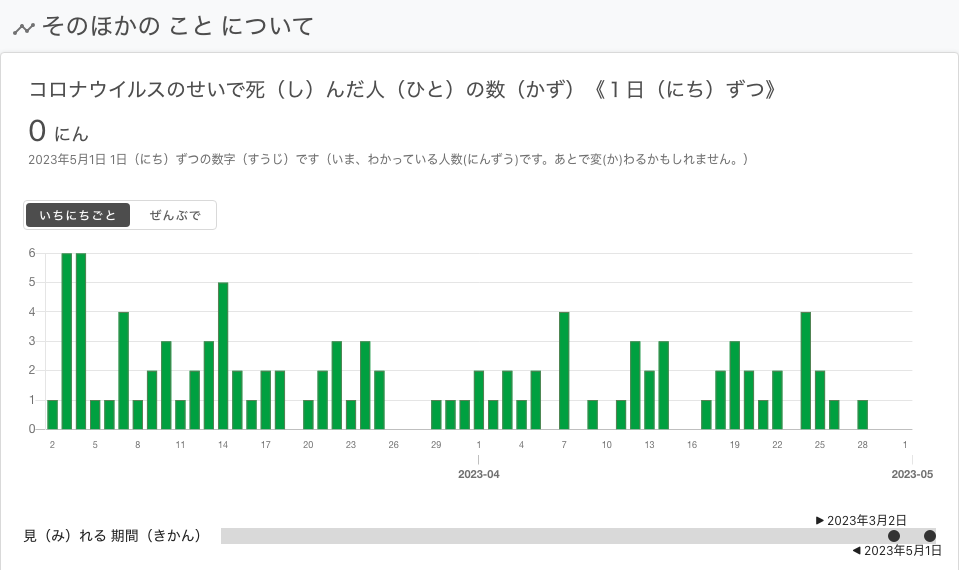 そのほかの こと について
コロナウイルスのせいで死（し）んだ人（ひと）の数（かず）《１日（にち）ずつ》
0 にん
2023年5月1日 1日（にち）ずつの数字（すうじ）です（いま、わかっている人数(にんずう)です。あとで変(か)わるかもしれません。）
いちにちごと ぜんぶで
6
5
4
3
2
1
0
2 5 8 11 14 17 20 23 26 29 1 4 7 10 13 16 19 22 25 28 1
2023-04 2023-05
▶ 2023年3月2日
見（み）れる 期間（きかん）
◀ 2023年5月1日